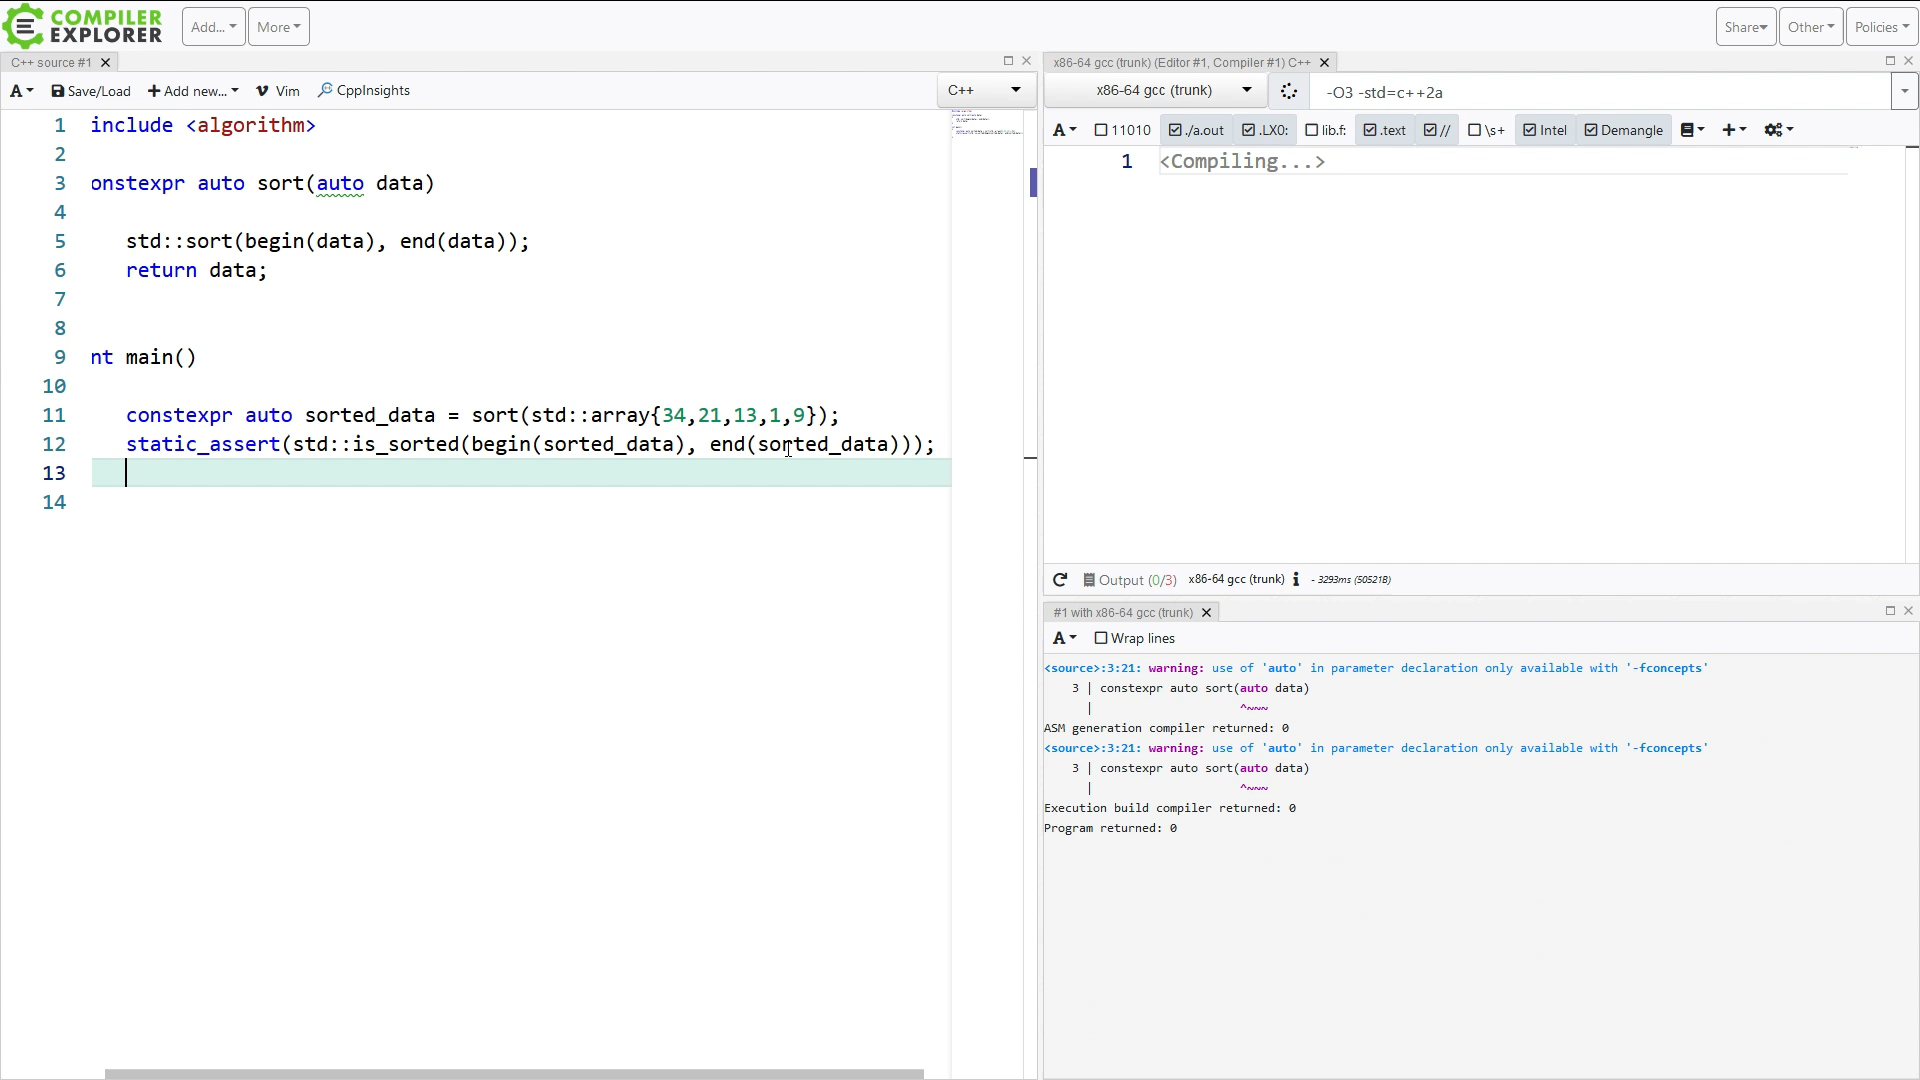 COMPILER
EXPLORER
Add...
More
Share
Other
Policies
C++ source #1
A
Save/Load
Add new...
Vim
CppInsights
C++
1 include <algorithm>
2
3 onstexpr auto sort(auto data)
4
5 std::sort(begin(data), end(data));
6 return data;
7
8
9 nt main()
10
11 constexpr auto sorted_data = sort(std::array{34,21,13,1,9});
12 static_assert(std::is_sorted(begin(sorted_data), end(sorted_data)));
13
14
x86-64 gcc (trunk) (Editor #1, Compiler #1) C++
x86-64 gcc (trunk)
-O3 -std=c++2a
A
11010
./a.out
.LX0:
lib.f:
.text
//
\s+
Intel
Demangle
1 <Compiling...>
Output (0/3) x86-64 gcc (trunk) - 3293ms (50521B)
#1 with x86-64 gcc (trunk)
A
Wrap lines
<source>:3:21: warning: use of 'auto' in parameter declaration only available with '-fconcepts'
3 | constexpr auto sort(auto data)
| ^~~~
ASM generation compiler returned: 0
<source>:3:21: warning: use of 'auto' in parameter declaration only available with '-fconcepts'
3 | constexpr auto sort(auto data)
| ^~~~
Execution build compiler returned: 0
Program returned: 0